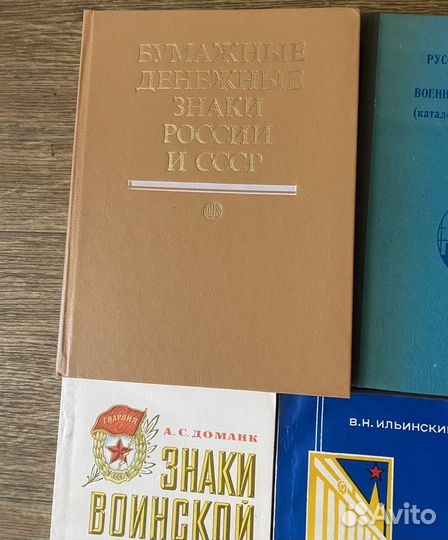 БУМАЖНЫЕ
ДЕНЕЖНЫЕ
ЗНАКИ
РОССИИ
И СССР
РУС
ВОЕНН
(катал
ГВАРДИЯ
А.С.ДОМАНК
ЗНАКИ
ВОИНСКОЙ
В.Н.ИЛЬИНСКИ
Avito